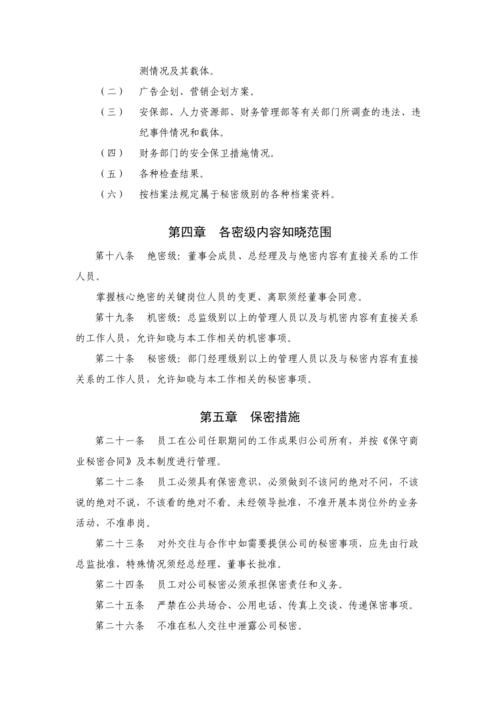 测情况及其载体。
（二） 广告企划、营销企划方案。
（三） 安保部、人力资源部、财务管理部等有关部门所调查的违法、违
纪事件情况和载体。
（四） 财务部门的安全保卫措施情况。
（五） 各种检查结果。
（六） 按档案法规定属于秘密级别的各种档案资料。
第四章 各密级内容知晓范围
第十八条 绝密级：董事会成员、总经理及与绝密内容有直接关系的工作
人员。
掌握核心绝密的关键岗位人员的变更、离职须经董事会同意。
第十九条 机密级：总监级别以上的管理人员以及与机密内容有直接关系
的工作人员，允许知晓与本工作相关的机密事项。
第二十条 秘密级：部门经理级别以上的管理人员以及与秘密内容有直接
关系的工作人员，允许知晓与本工作相关的秘密事项。
第五章 保密措施
第二十一条 员工在公司任职期间的工作成果归公司所有，并按《保守商
业秘密合同》及本制度进行管理。
第二十二条 员工必须具有保密意识，必须做到不该问的绝对不问，不该
说的绝对不说，不该看的绝对不看。未经领导批准，不准开展本岗位外的业务
活动，不准串岗。
第二十三条 对外交往与合作中如需要提供公司的秘密事项，应先由行政
总监批准，特殊情况须经总经理、董事长批准。
第二十四条 员工对公司秘密必须承担保密责任和义务。
第二十五条 严禁在公共场合、公用电话、传真上交谈、传递保密事项。
第二十六条 不准在私人交往中泄露公司秘密。